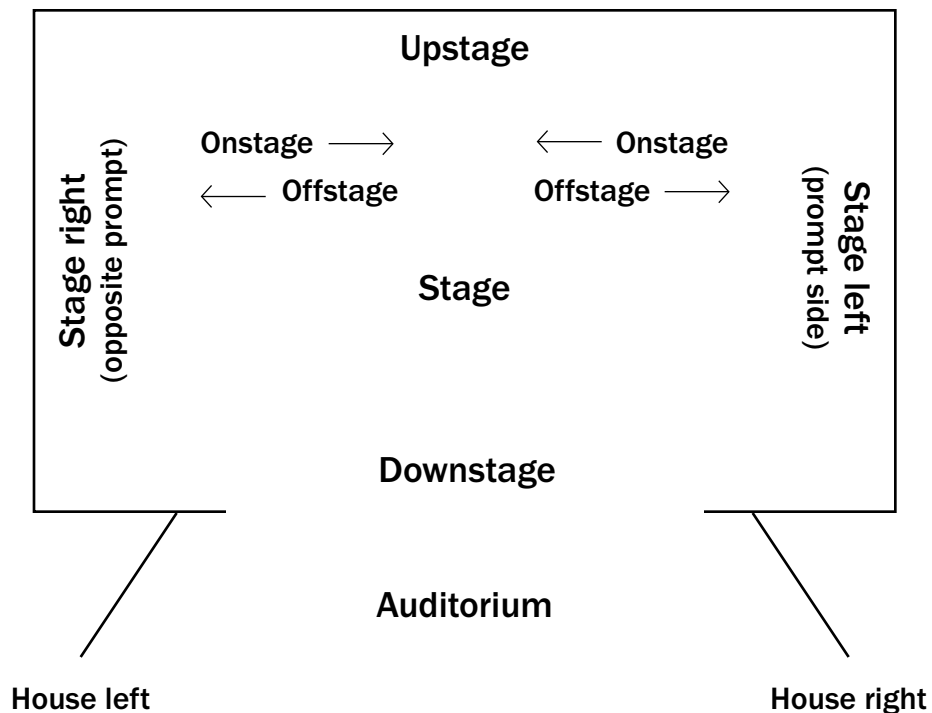 Upstage
Onstage
Onstage
Offstage
Offstage
Stage right
(opposite prompt)
Stage
Stage left
(prompt side)
Downstage
Auditorium
House left
House right